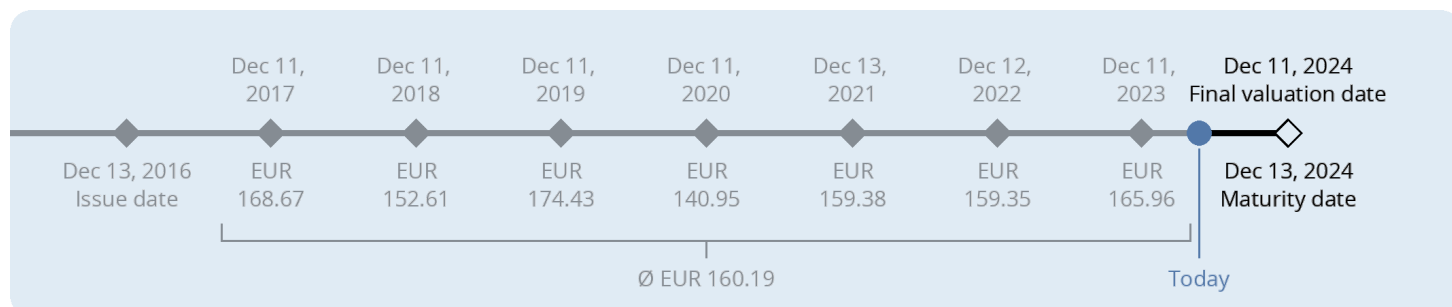 Dec 11,
2017
Dec 11,
2018
Dec 11,
2019
Dec 11,
2020
Dec 13,
2021
Dec 12,
2022
Dec 11,
2023
Dec 11, 2024
Final valuation date
Dec 13, 2016
Issue date
EUR
168.67
EUR
152.61
EUR
174.43
EUR
140.95
EUR
159.38
EUR
159.35
EUR
165.96
Dec 13, 2024
Maturity date
Ø EUR 160.19
Today